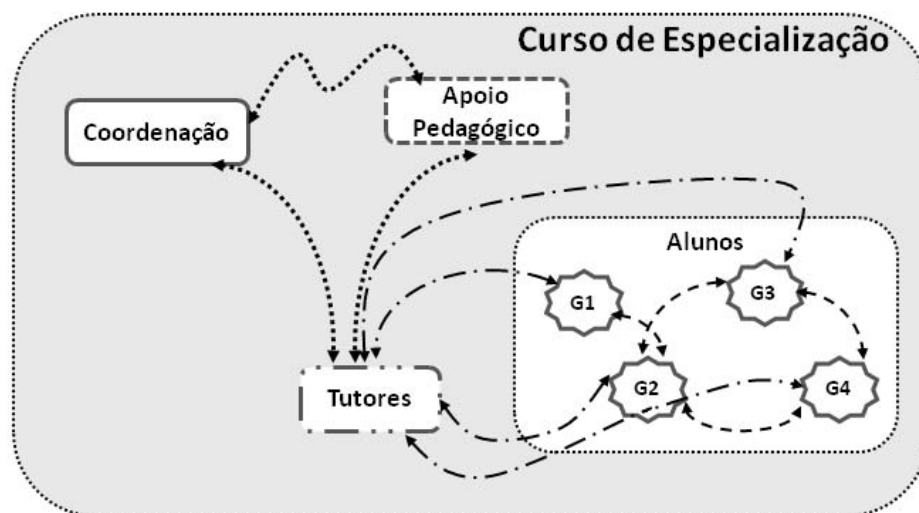 Curso de Especialização
Coordenação
Apoio
Pedagógico
Alunos
G1
G3
G2
G4
Tutores